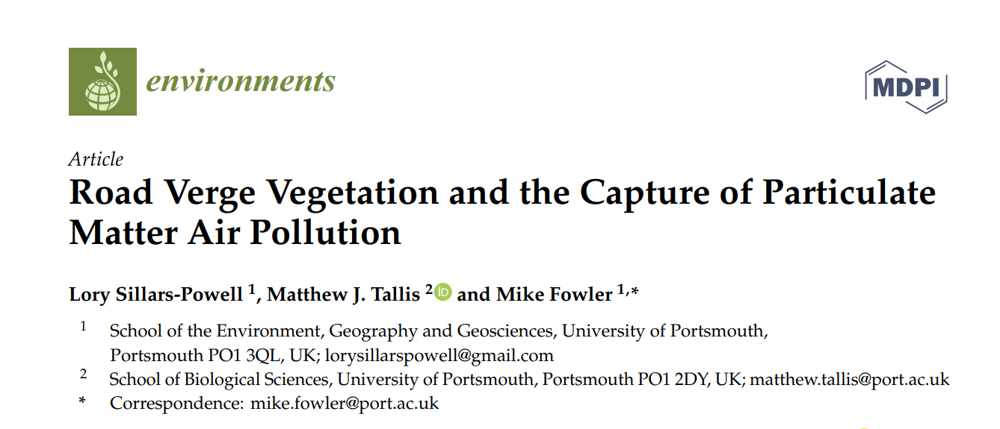 environments
MDPI
Article
Road Verge Vegetation and the Capture of Particulate
Matter Air Pollution
Lory Sillars-Powell 1, Matthew J. Tallis 2 iD and Mike Fowler 1,*
1 School of the Environment, Geography and Geosciences, University of Portsmouth,
Portsmouth PO1 3QL, UK; lorysillarspowell@gmail.com
2 School of Biological Sciences, University of Portsmouth, Portsmouth PO1 2DY, UK; matthew.tallis@port.ac.uk
* Correspondence: mike.fowler@port.ac.uk